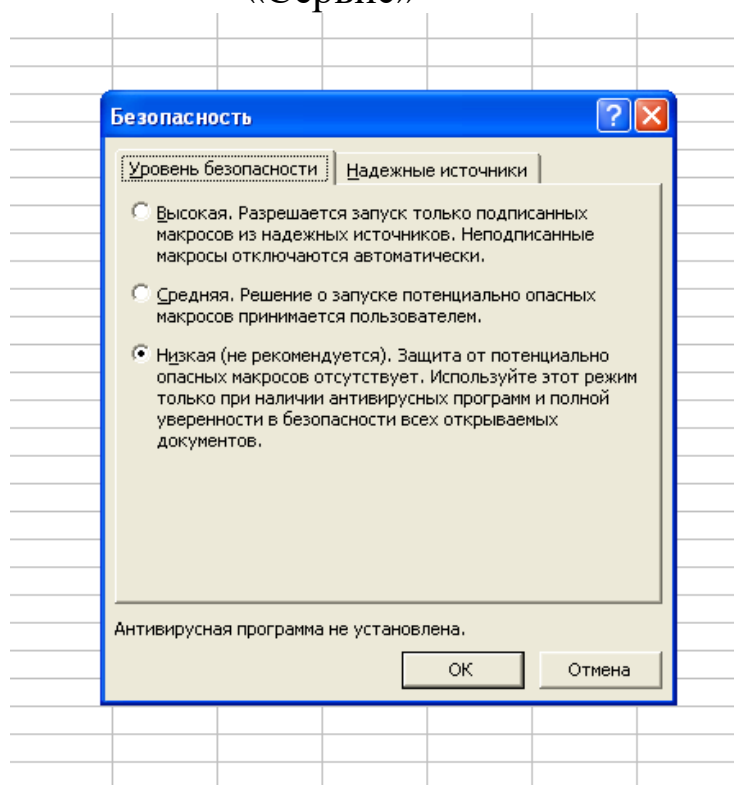 «Сервис»
Безопасность
Уровень безопасности Надежные источники
Высокая. Разрешается запуск только подписанных
макросов из надежных источников. Неподписанные
макросы отключаются автоматически.
Средняя. Решение о запуске потенциально опасных
макросов принимается пользователем.
Низкая (не рекомендуется). Защита от потенциально
опасных макросов отсутствует. Используйте этот режим
только при наличии антивирусных программ и полной
уверенности в безопасности всех открываемых
документов.
Антивирусная программа не установлена.
ОК Отмена